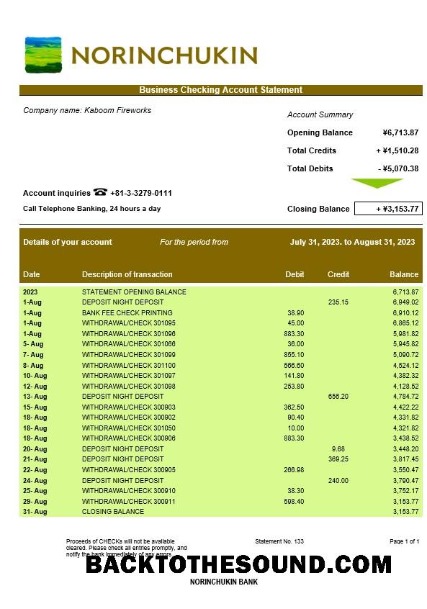 NORINCHUKIN
Business Checking Account Statement
Company name: Kaboom Fireworks
Account Summary
Opening Balance ¥6,713.87
Total Credits + ¥1,510.28
Total Debits - ¥5,070.38
Account inquiries ☎ +81-3-3279-0111
Call Telephone Banking, 24 hours a day
Closing Balance + ¥3,153.77
Details of your account For the period from July 31, 2023. to August 31, 2023
Date Description of transaction Debit Credit Balance
2023 STATEMENT OPENING BALANCE 6,713.87
1-Aug DEPOSIT NIGHT DEPOSIT 235.15 6,949.02
1-Aug BANK FEE CHECK PRINTING 38.90 6,910.12
1-Aug WITHDRAWAL/CHECK 301095 45.00 6,865.12
1-Aug WITHDRAWAL/CHECK 301096 883.30 5,981.82
5- Aug WITHDRAWAL/CHECK 301066 36.00 5,945.82
7- Aug WITHDRAWAL/CHECK 301099 855.10 5,090.72
8- Aug WITHDRAWAL/CHECK 301100 566.60 4,524.12
10- Aug WITHDRAWAL/CHECK 301097 141.80 4,382.32
12- Aug WITHDRAWAL/CHECK 301098 253.80 4,128.52
13- Aug DEPOSIT NIGHT DEPOSIT 656.20 4,784.72
15- Aug WITHDRAWAL/CHECK 300903 362.50 4,422.22
18- Aug WITHDRAWAL/CHECK 300902 90.40 4,331.82
18- Aug WITHDRAWAL/CHECK 301050 10.00 4,321.82
18- Aug WITHDRAWAL/CHECK 300906 883.30 3,438.52
20- Aug DEPOSIT NIGHT DEPOSIT 9.68 3,448.20
21- Aug DEPOSIT NIGHT DEPOSIT 369.25 3,817.45
22- Aug WITHDRAWAL/CHECK 300905 266.98 3,550.47
24- Aug DEPOSIT NIGHT DEPOSIT 240.00 3,790.47
25- Aug WITHDRAWAL/CHECK 300910 38.30 3,752.17
29- Aug WITHDRAWAL/CHECK 300911 598.40 3,153.77
31- Aug CLOSING BALANCE 3,153.77
Proceeds of CHECKs will not be available Statement No. 133 Page 1 of 1
cleared. Please check all entries promptly, and
notify the bank immediately of any errors
BACKTOTHESOUND.COM
NORINCHUKIN BANK